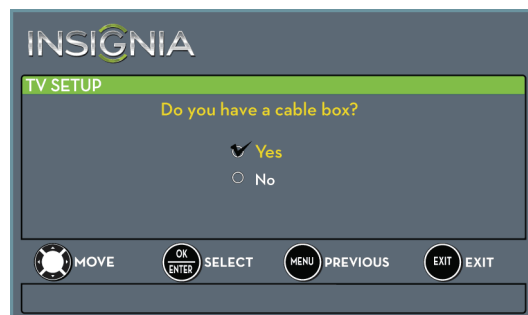 INSIGNIA
TV SETUP
Do you have a cable box?
Yes
No
MOVE OK ENTER SELECT MENU PREVIOUS EXIT EXIT